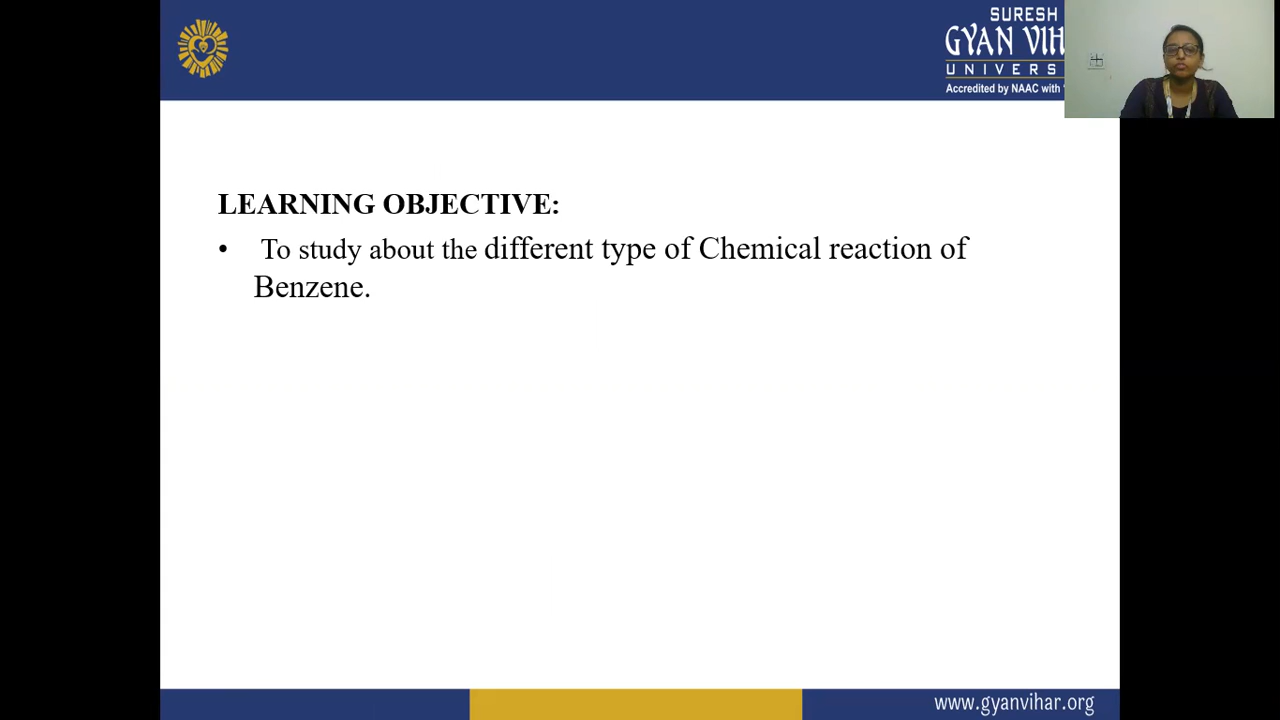 SURESH
GYAN VIH
UNIVERS
Accredited by NAAC with
LEARNING OBJECTIVE:
• To study about the different type of Chemical reaction of
Benzene.
www.gyanvihar.org